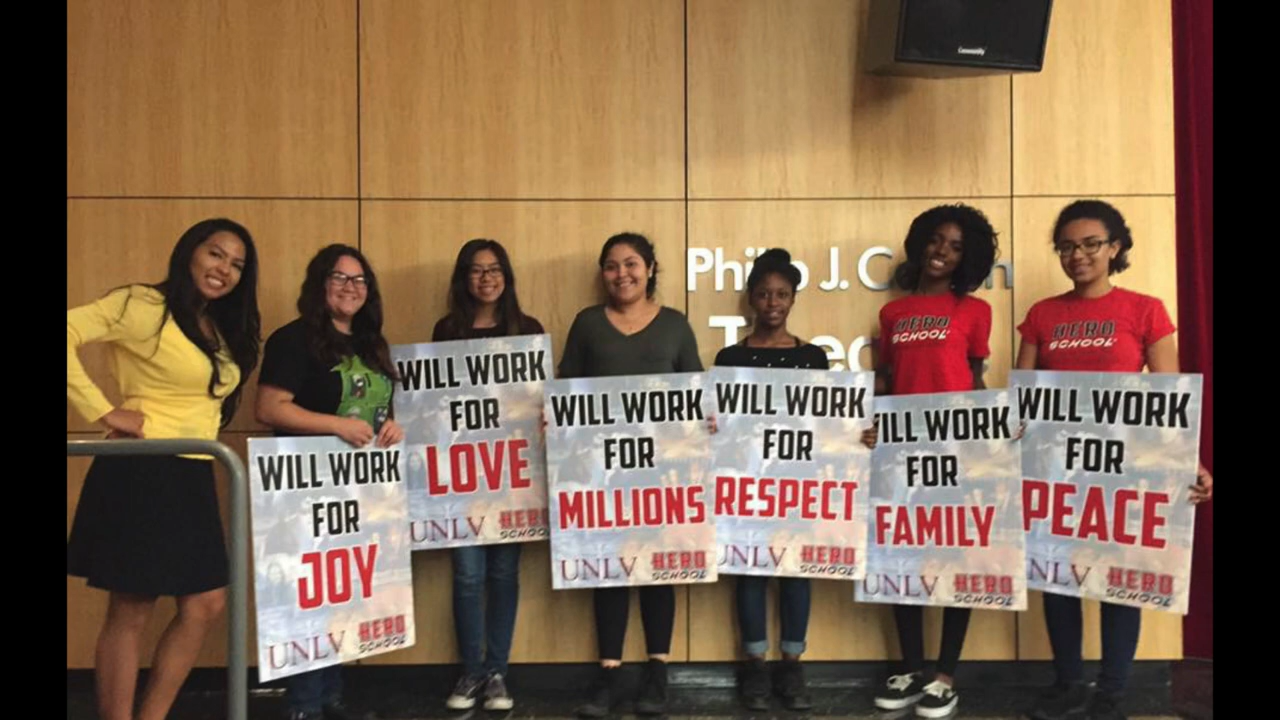 Community
Phil J. C
T
HERO
SCHOOL
HERO
SCHOOL
WILL WORK
FOR
JOY
UNLV HERO
SCHOOL
WILL WORK
FOR
LOVE
UNLV HERO
SCHOOL
WILL WORK
FOR
MILLIONS
UNLV HERO
SCHOOL
WILL WORK
FOR
RESPECT
UNLV HERO
SCHOOL
WILL WORK
FOR
FAMILY
UNLV HERO
SCHOOL
WILL WORK
FOR
PEACE
UNLV HERO
SCHOOL